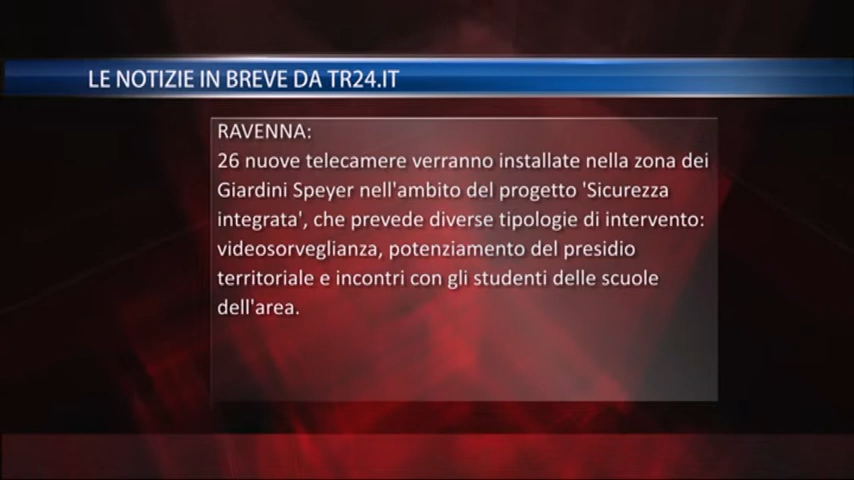 LE NOTIZIE IN BREVE DA TR24.IT
RAVENNA:
26 nuove telecamere verranno installate nella zona dei
Giardini Speyer nell'ambito del progetto 'Sicurezza
integrata', che prevede diverse tipologie di intervento:
videosorveglianza, potenziamento del presidio
territoriale e incontri con gli studenti delle scuole
dell'area.